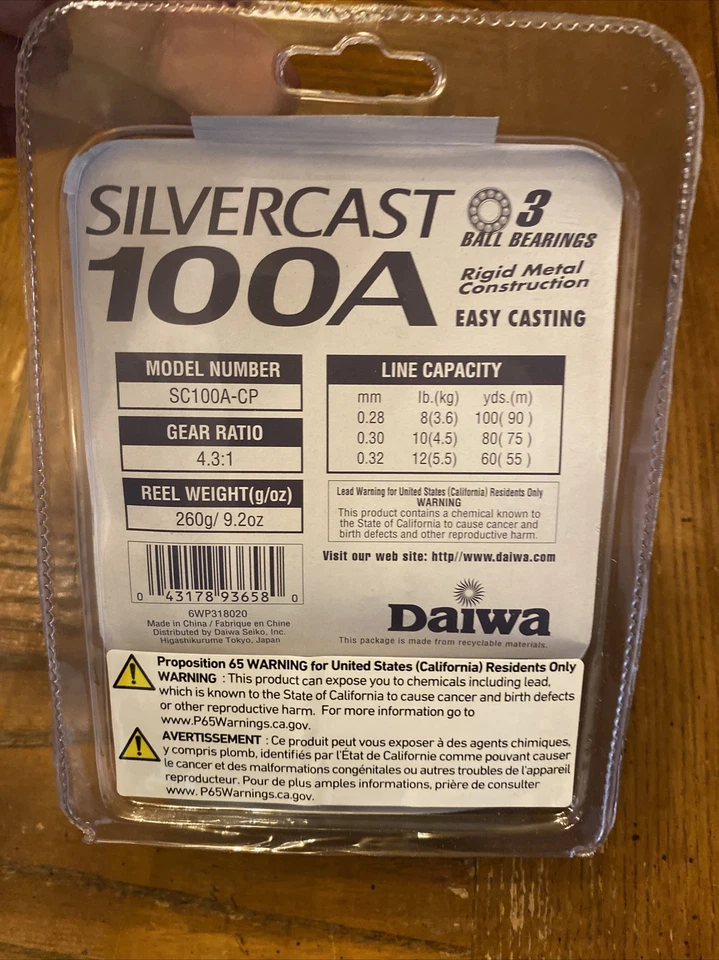 SILVERCAST
100A
3
BALL BEARINGS
Rigid Metal
Construction
EASY CASTING
MODEL NUMBER
SC100A-CP
GEAR RATIO
4.3:1
REEL WEIGHT(g/oz)
260g/ 9.2oz
LINE CAPACITY
mm lb.(kg) yds.(m)
0.28 8(3.6) 100( 90 )
0.30 10(4.5) 80( 75 )
0.32 12(5.5) 60( 55 )
Lead Warning for United States (California) Residents Only
WARNING
This product contains a chemical known to
the State of California to cause cancer and
birth defects and other reproductive harm.
Visit our web site: http//www.daiwa.com
0 43178 93658 0
6WP318020
Made in China / Fabrique en Chine
Distributed by Daiwa Seiko, Inc.
Higashikurume Tokyo, Japan
Daiwa
This package is made from recyclable materials.
Proposition 65 WARNING for United States (California) Residents Only
WARNING : This product can expose you to chemicals including lead,
which is known to the State of California to cause cancer and birth defects
or other reproductive harm. For more information go to
www.P65Warnings.ca.gov.
AVERTISSEMENT : Ce produit peut vous exposer à des agents chimiques,
y compris plomb, identifiés par l'État de Californie comme pouvant causer
le cancer et des malformations congénitales ou autres troubles de l'appareil
reproducteur. Pour de plus amples informations, prière de consulter
www. P65Warnings.ca.gov.